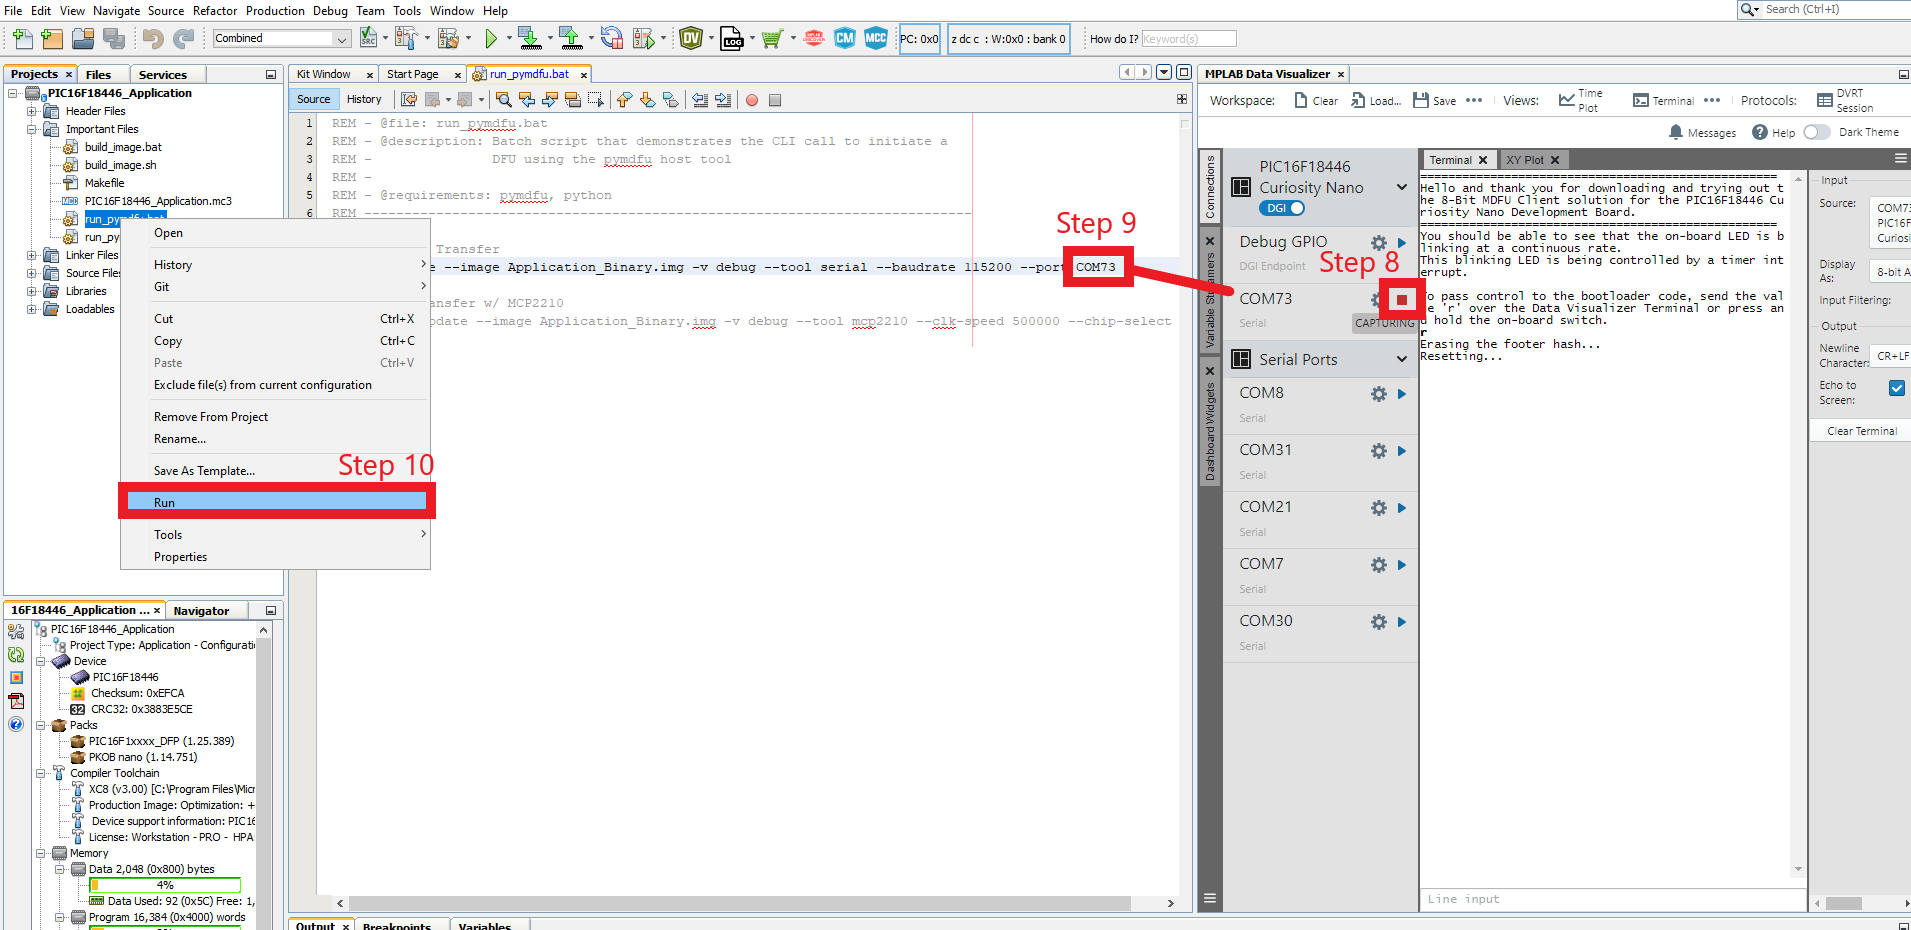 File Edit View Navigate Source Refactor Production Debug Team Tools Window Help
Search (Ctrl+I)
Combined
PC: 0x0
z dc c : W:0x0 : bank 0
How do I? Keyword(s)
Projects
Files
Services
PIC16F18446_Application
Header Files
Important Files
build_image.bat
build_image.sh
Makefile
PIC16F18446_Application.mc3
run_pymdfu.bat
run_py
Linker Files
Source Files
Libraries
Loadables
Open
History
Git
Cut Ctrl+X
Copy Ctrl+C
Paste Ctrl+V
Exclude file(s) from current configuration
Remove From Project
Rename...
Save As Template...
Step 10
Run
Tools
Properties
16F18446_Application ...
Navigator
PIC16F18446_Application
Project Type: Application - Configurati
Device
PIC16F18446
Checksum: 0xEFCA
CRC32: 0x3883E5CE
Packs
PIC16F1xxxx_DFP (1.25.389)
PKOB nano (1.14.751)
Compiler Toolchain
XC8 (v3.00) [C:\Program Files\Micr
Production Image: Optimization: +
Device support information: PIC16
License: Workstation - PRO - HPA
Memory
Data 2,048 (0x800) bytes
4%
Data Used: 92 (0x5C) Free: 1,
Program 16,384 (0x4000) words
Kit Window
Start Page
run_pymdfu.bat
Source History
1 REM - @file: run_pymdfu.bat
2 REM - @description: Batch script that demonstrates the CLI call to initiate a
3 REM - DFU using the pymdfu host tool
4 REM -
5 REM - @requirements: pymdfu, python
6 REM ----------------------------------------------------------------------------
Transfer
e --image Application_Binary.img -v debug --tool serial --baudrate 115200 --port COM73
ansfer w/ MCP2210
pdate --image Application_Binary.img -v debug --tool mcp2210 --clk-speed 500000 --chip-select
Step 9
Output
Breakpoints
Variables
MPLAB Data Visualizer
Workspace: Clear Load... Save Views: Time Plot Terminal Protocols: DVRT Session
Messages Help Dark Theme
Connections
Variable Streamers
Dashboard Widgets
PIC16F18446
Curiosity Nano
DGI
Debug GPIO
DGI Endpoint
Step 8
COM73
Serial
CAPTURING
Serial Ports
COM8
Serial
COM31
Serial
COM21
Serial
COM7
Serial
COM30
Serial
Terminal
XY Plot
===================================================
Hello and thank you for downloading and trying out t
he 8-Bit MDFU Client solution for the PIC16F18446 Cu
riosity Nano Development Board.
===================================================
You should be able to see that the on-board LED is b
linking at a continuous rate.
This blinking LED is being controlled by a timer int
errupt.
o pass control to the bootloader code, send the val
e 'r' over the Data Visualizer Terminal or press an
d hold the on-board switch.
r
Erasing the footer hash...
Resetting...
Line input
Input
Source:
COM73
PIC16F
Curiosi
Display
As:
8-bit A
Input Filtering:
Output
Newline
Character:
CR+LF
Echo to
Screen:
Clear Terminal